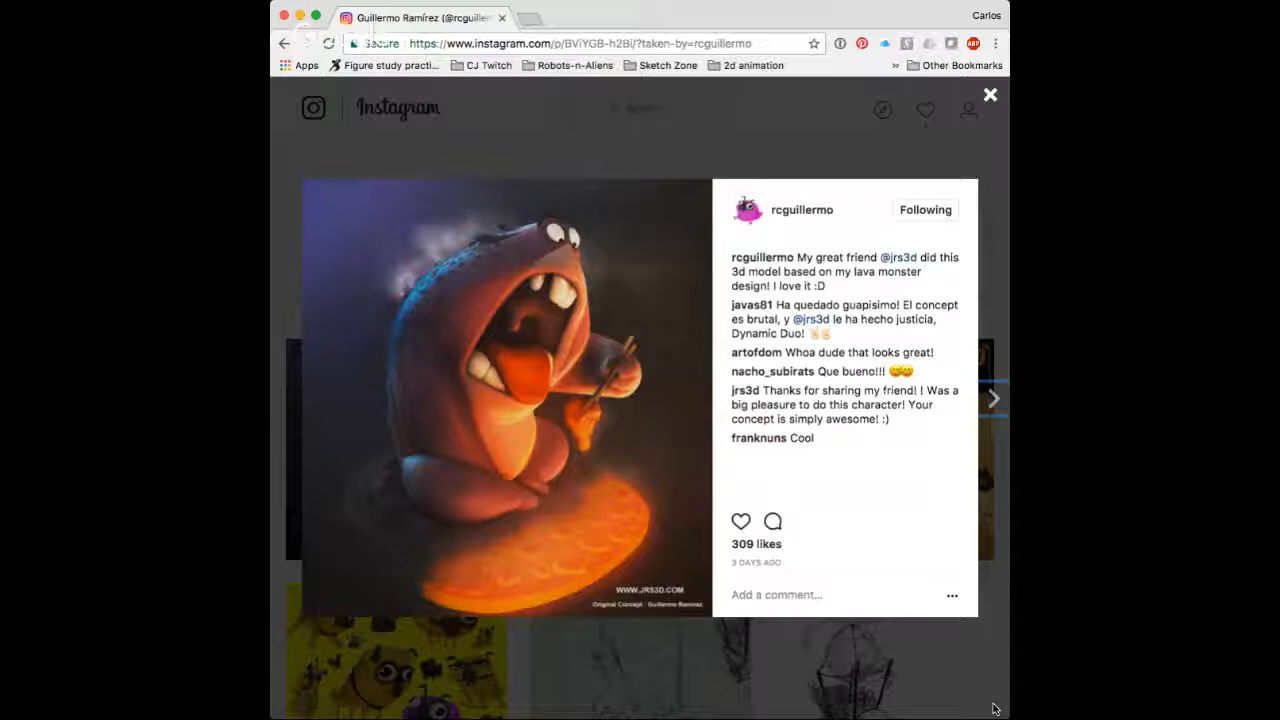 Guillermo Ramírez (@rcguiller
Carlos
Secure https://www.instagram.com/p/BViYGB-h2Bi/?taken-by=rcguillermo
Apps Figure study practi... CJ Twitch Robots-n-Aliens Sketch Zone 2d animation » Other Bookmarks
Instagram
rcguillermo Following
rcguillermo My great friend @jrs3d did this
3d model based on my lava monster
design! I love it :D
javas81 Ha quedado guapisimo! El concept
es brutal, y @jrs3d le ha hecho justicia,
Dynamic Duo! ✌🏻✌🏻
artofdom Whoa dude that looks great!
nacho_subirats Que bueno!!! 😄😄
jrs3d Thanks for sharing my friend! ! Was a
big pleasure to do this character! Your
concept is simply awesome! :)
franknuns Cool
309 likes
3 DAYS AGO
Add a comment...
WWW.JRS3D.COM
Original Concept : Guillermo Ramirez